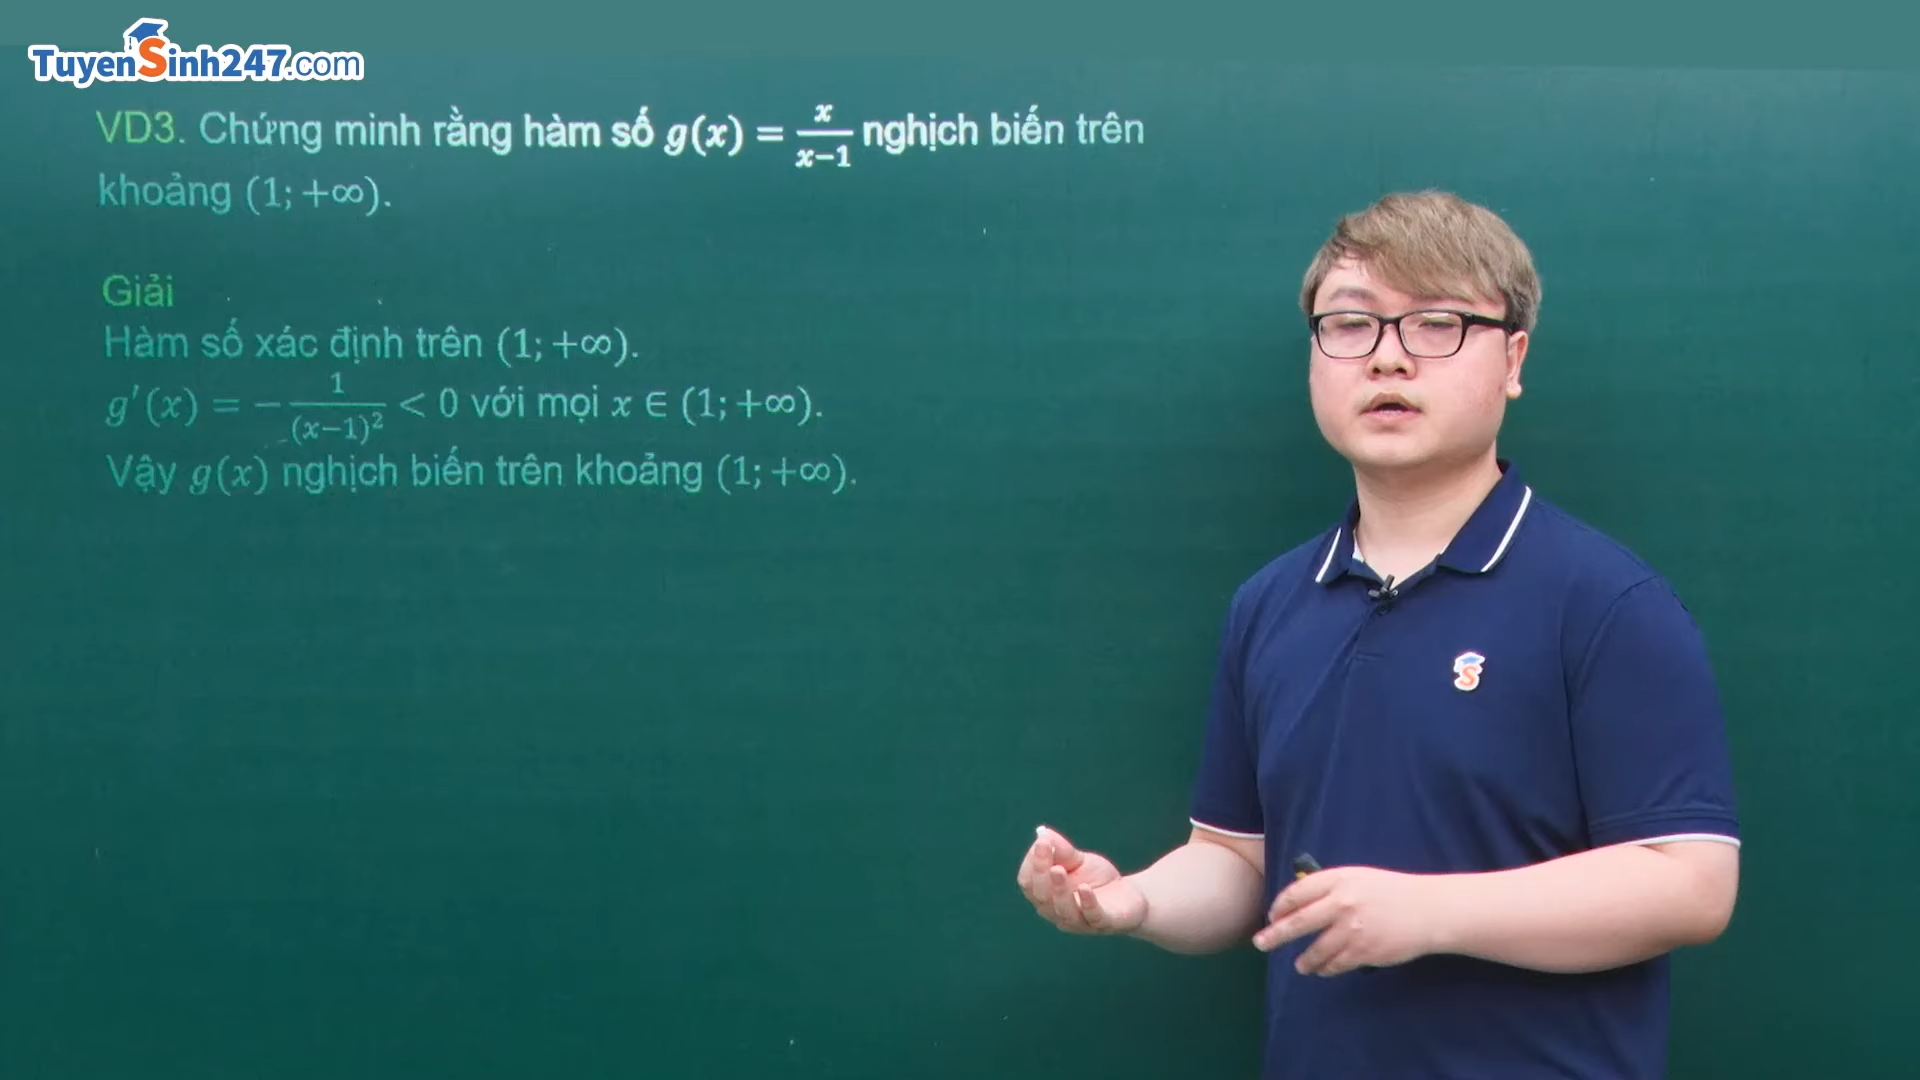 TuyenSinh247.com
VD3. Chứng minh rằng hàm số g(x) = x/(x−1) nghịch biến trên
khoảng (1; +∞).
Giải
Hàm số xác định trên (1; +∞).
g′(x) = −1/(x−1)² < 0 với mọi x ∈ (1; +∞).
Vậy g(x) nghịch biến trên khoảng (1; +∞).
S